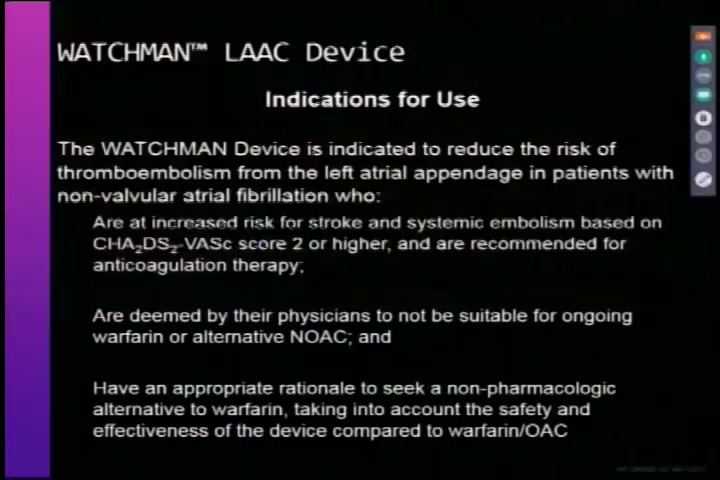 WATCHMAN™ LAAC Device
Indications for Use
The WATCHMAN Device is indicated to reduce the risk of
thromboembolism from the left atrial appendage in patients with
non-valvular atrial fibrillation who:
Are at increased risk for stroke and systemic embolism based on
CHA₂DS₂-VASc score 2 or higher, and are recommended for
anticoagulation therapy;
Are deemed by their physicians to not be suitable for ongoing
warfarin or alternative NOAC; and
Have an appropriate rationale to seek a non-pharmacologic
alternative to warfarin, taking into account the safety and
effectiveness of the device compared to warfarin/OAC